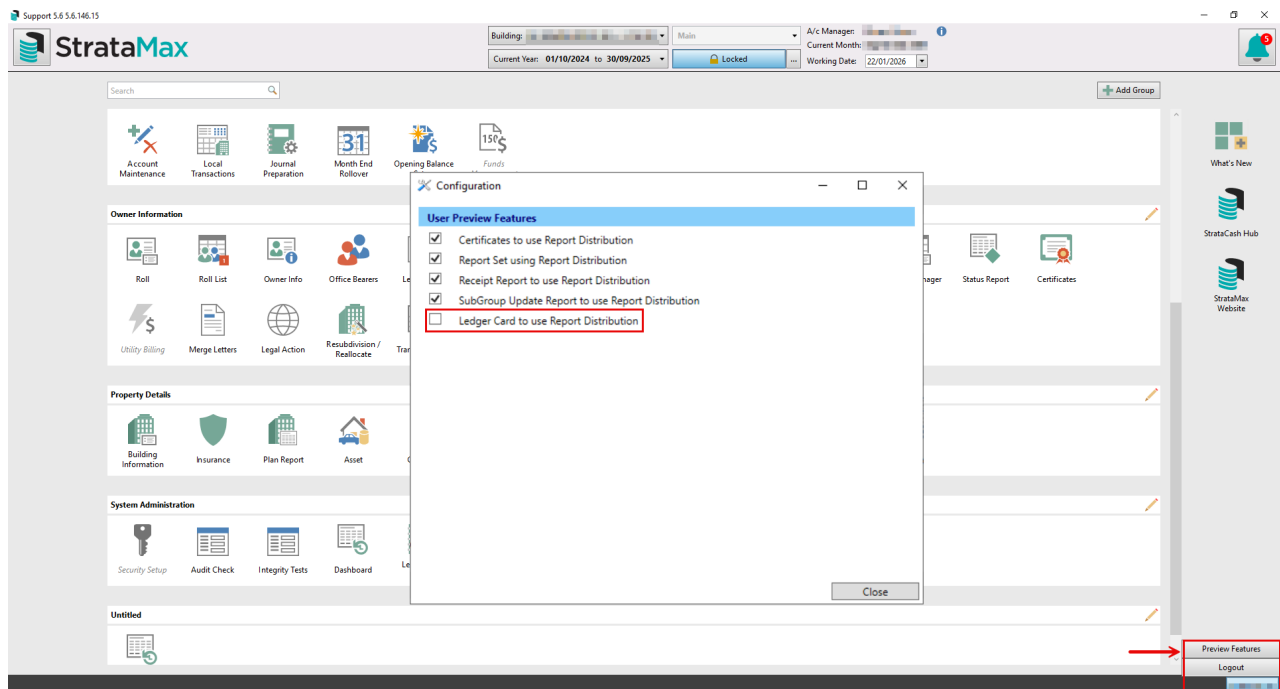 Support 5.6 5.6.146.15
StrataMax
Building:
Main
A/c Manager:
Current Month:
Current Year: 01/10/2024 to 30/09/2025
Locked
...
Working Date: 22/01/2026
5
Search
Add Group
Account
Maintenance
Local
Transactions
Journal
Preparation
31
Month End
Rollover
Opening Balance
150
Funds
What's New
StrataCash Hub
StrataMax
Website
Configuration
User Preview Features
Certificates to use Report Distribution
Report Set using Report Distribution
Receipt Report to use Report Distribution
SubGroup Update Report to use Report Distribution
Ledger Card to use Report Distribution
Close
Owner Information
Roll
Roll List
Owner Info
Office Bearers
Status Report
Certificates
Utility Billing
Merge Letters
Legal Action
Resubdivision /
Reallocate
Property Details
Building
Information
Insurance
Plan Report
Asset
System Administration
Security Setup
Audit Check
Integrity Tests
Dashboard
Untitled
Preview Features
Logout